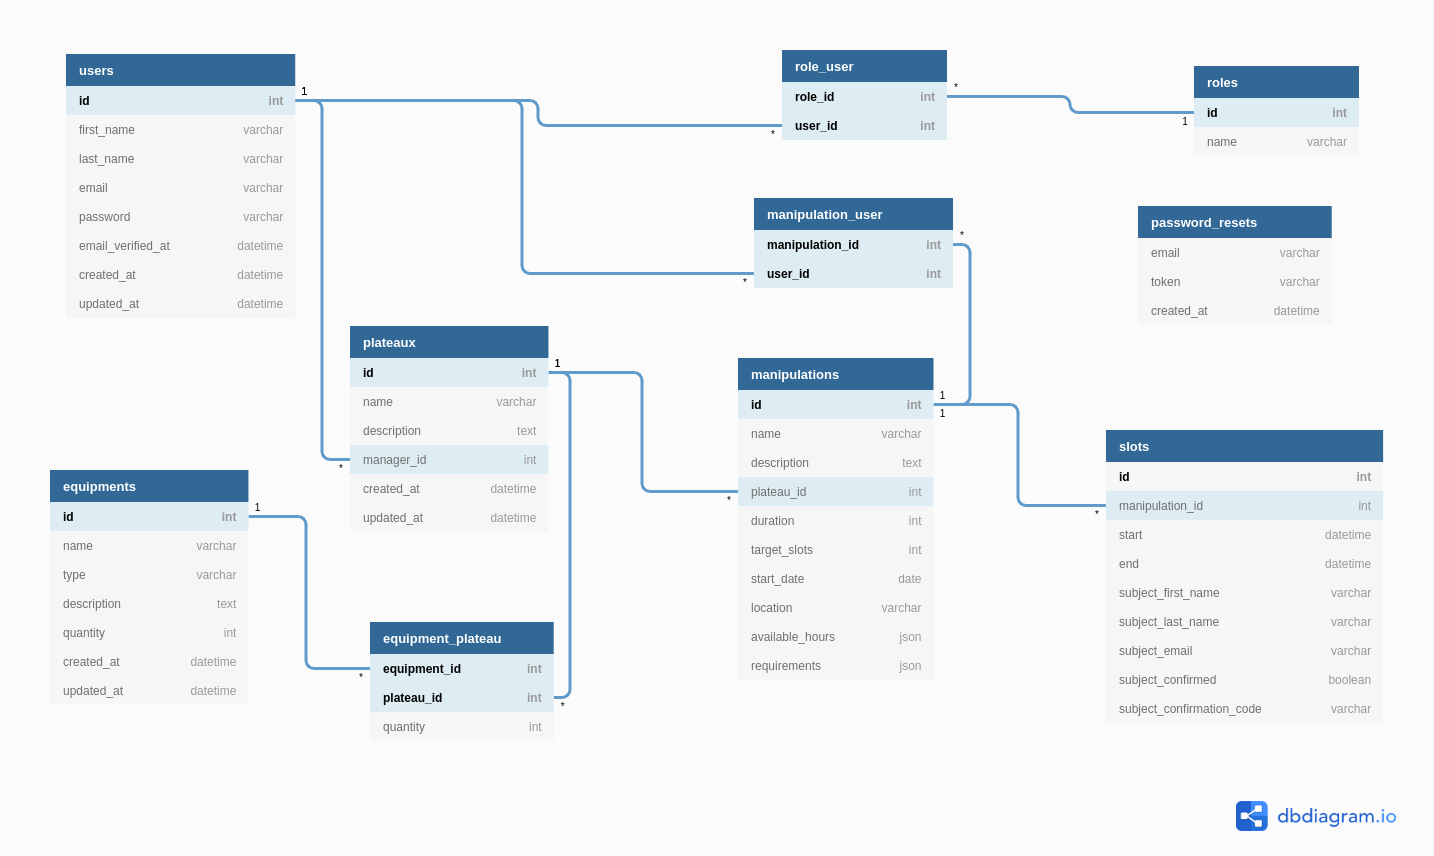 users
id int
first_name varchar
last_name varchar
email varchar
password varchar
email_verified_at datetime
created_at datetime
updated_at datetime
1
*
role_user
role_id int
user_id int
*
*
roles
id int
name varchar
1
manipulation_user
manipulation_id int
user_id int
*
*
password_resets
email varchar
token varchar
created_at datetime
plateaux
id int
name varchar
description text
manager_id int
created_at datetime
updated_at datetime
1
manipulations
id int
name varchar
description text
plateau_id int
duration int
target_slots int
start_date date
location varchar
available_hours json
requirements json
1
1
*
slots
id int
manipulation_id int
start datetime
end datetime
subject_first_name varchar
subject_last_name varchar
subject_email varchar
subject_confirmed boolean
subject_confirmation_code varchar
*
equipments
id int
name varchar
type varchar
description text
quantity int
created_at datetime
updated_at datetime
1
equipment_plateau
equipment_id int
plateau_id int
quantity int
*
*
dbdiagram.io